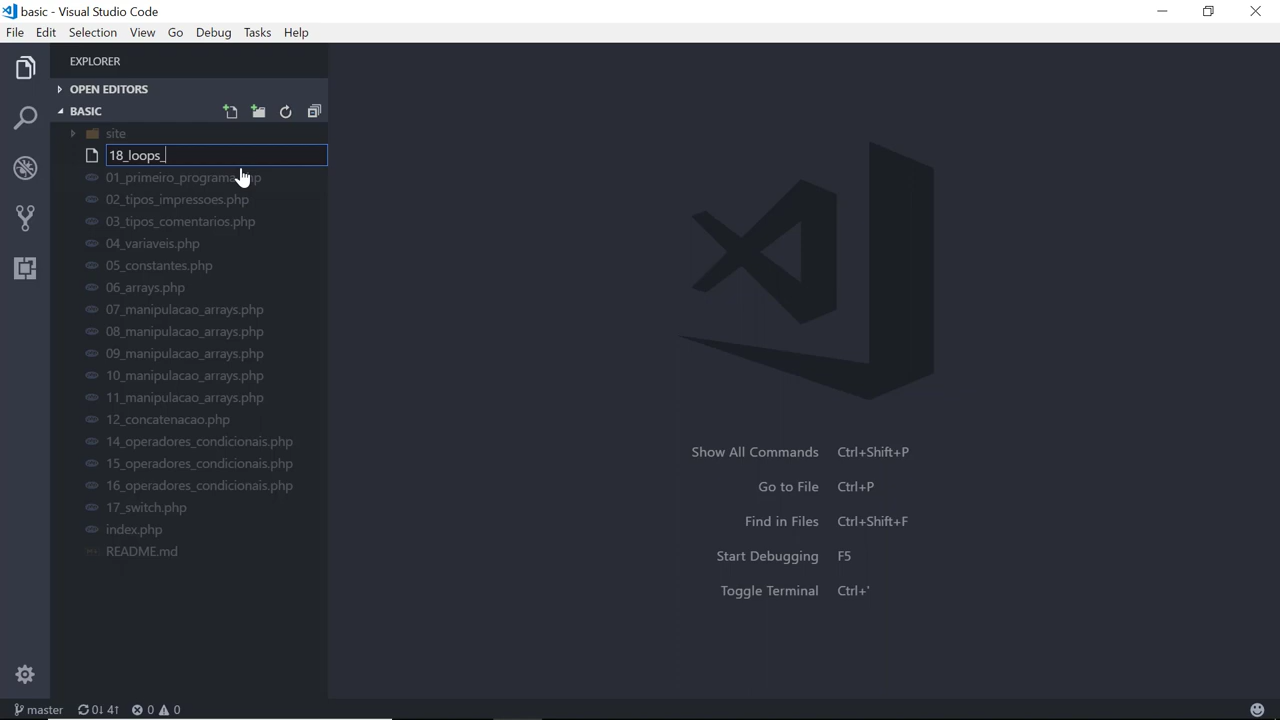 basic - Visual Studio Code
File Edit Selection View Go Debug Tasks Help
EXPLORER
OPEN EDITORS
BASIC
site
18_loops_
01_primeiro_programa.php
02_tipos_impressoes.php
03_tipos_comentarios.php
04_variaveis.php
05_constantes.php
06_arrays.php
07_manipulacao_arrays.php
08_manipulacao_arrays.php
09_manipulacao_arrays.php
10_manipulacao_arrays.php
11_manipulacao_arrays.php
12_concatenacao.php
14_operadores_condicionais.php
15_operadores_condicionais.php
16_operadores_condicionais.php
17_switch.php
index.php
README.md
Show All Commands Ctrl+Shift+P
Go to File Ctrl+P
Find in Files Ctrl+Shift+F
Start Debugging F5
Toggle Terminal Ctrl+`
master 0↓ 4↑ 0 0